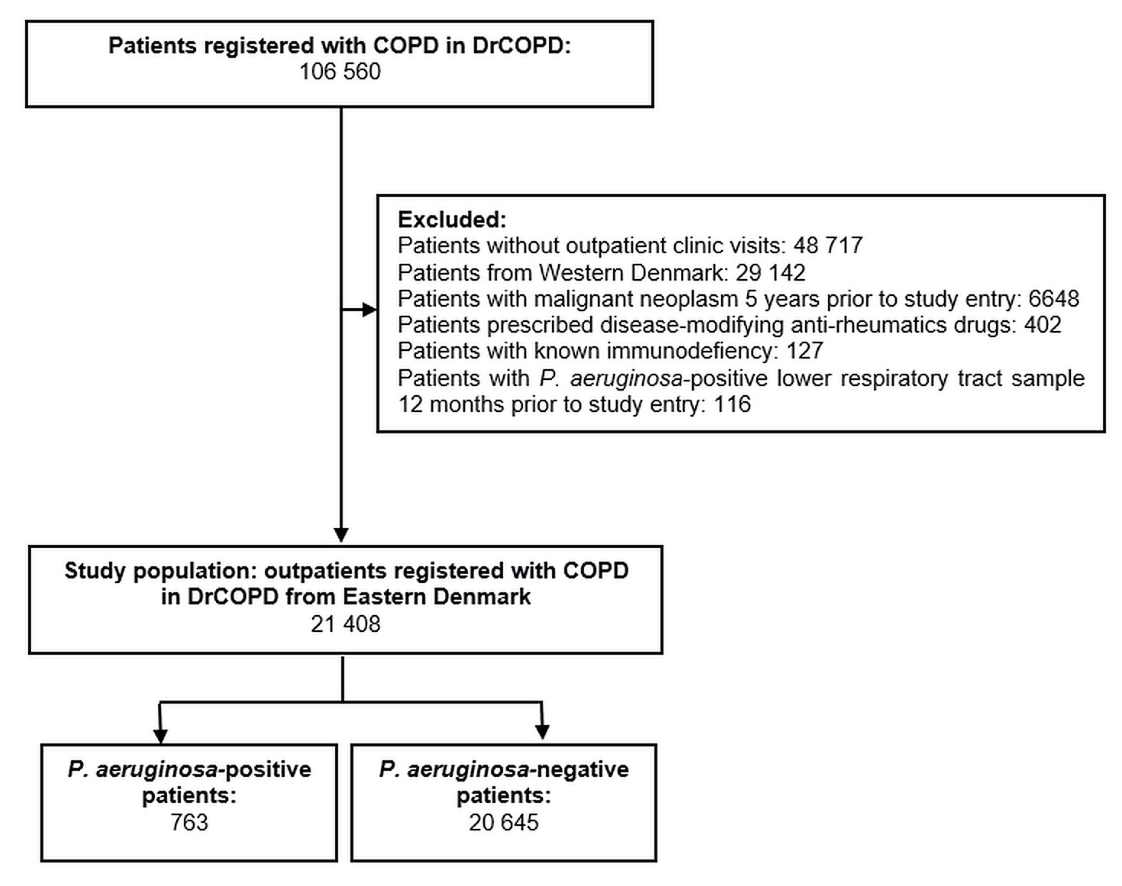 Patients registered with COPD in DrCOPD:
106 560
Excluded:
Patients without outpatient clinic visits: 48 717
Patients from Western Denmark: 29 142
Patients with malignant neoplasm 5 years prior to study entry: 6648
Patients prescribed disease-modifying anti-rheumatics drugs: 402
Patients with known immunodefiency: 127
Patients with P. aeruginosa-positive lower respiratory tract sample
12 months prior to study entry: 116
Study population: outpatients registered with COPD
in DrCOPD from Eastern Denmark
21 408
P. aeruginosa-positive
patients:
763
P. aeruginosa-negative
patients:
20 645